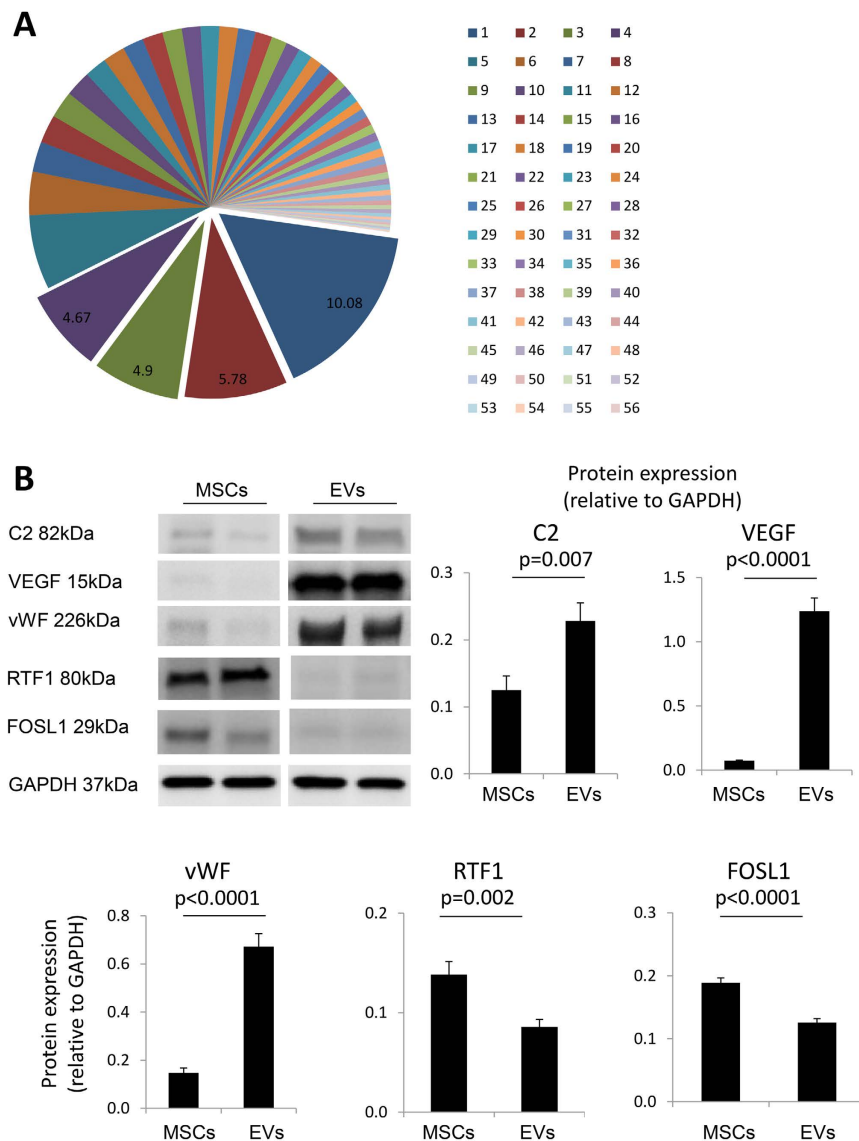 A
1 2 3 4
5 6 7 8
9 10 11 12
13 14 15 16
17 18 19 20
21 22 23 24
25 26 27 28
29 30 31 32
33 34 35 36
37 38 39 40
41 42 43 44
45 46 47 48
49 50 51 52
53 54 55 56
10.08
4.67
4.9
5.78
B
MSCs EVs
C2 82kDa
VEGF 15kDa
vWF 226kDa
RTF1 80kDa
FOSL1 29kDa
GAPDH 37kDa
Protein expression
(relative to GAPDH)
C2
p=0.007
0.3
0.2
0.1
0.0
MSCs EVs
VEGF
p<0.0001
1.5
1.0
0.5
0.0
MSCs EVs
Protein expression
(relative to GAPDH)
vWF
p<0.0001
0.8
0.6
0.4
0.2
0.0
MSCs EVs
RTF1
p=0.002
0.2
0.1
0.0
MSCs EVs
FOSL1
p<0.0001
0.3
0.2
0.1
0.0
MSCs EVs